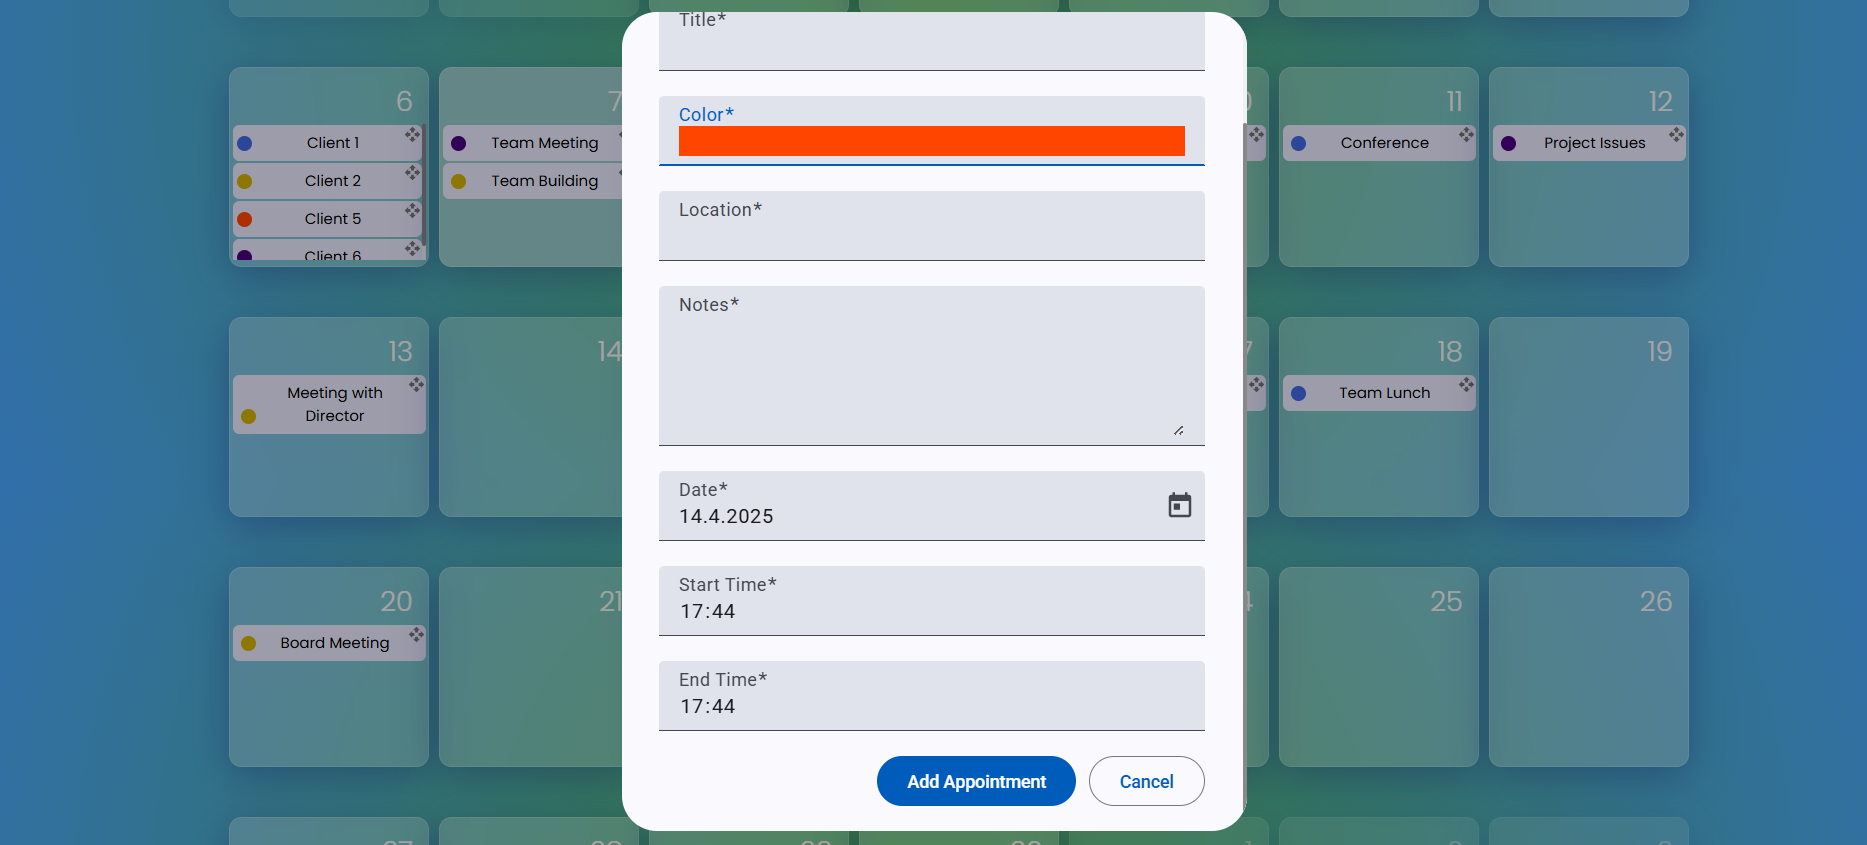 Title*
Color*
Location*
Notes*
Date*
14.4.2025
Start Time*
17:44
End Time*
17:44
Add Appointment
Cancel
6
Client 1
Client 2
Client 5
Client 6
7
Team Meeting
Team Building
11
Conference
12
Project Issues
13
Meeting with
Director
14
18
Team Lunch
19
20
Board Meeting
21
25
26